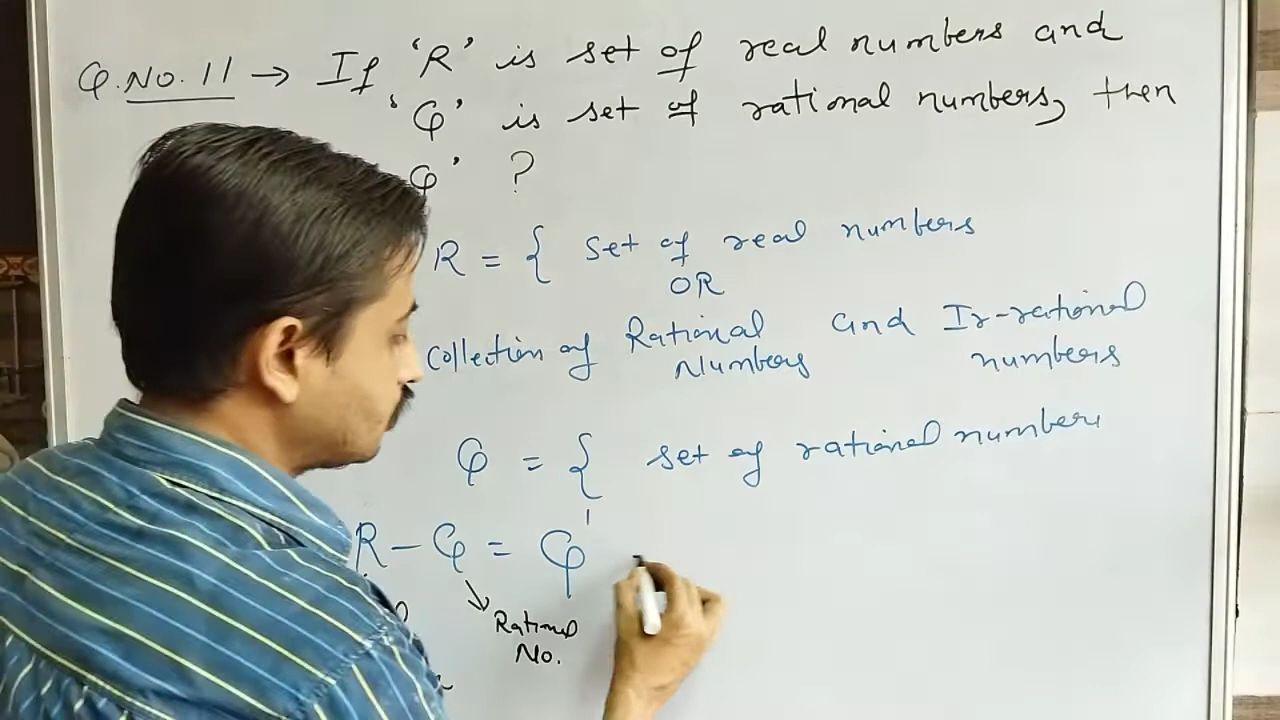 Q.No. 11 → If 'R' is set of real numbers and
'Q' is set of rational numbers, then
Q' ?
R = { set of real numbers
OR
Collection of Rational Numbers and Ir-rational numbers
Q = { set of rational numbers
R - Q = Q'
Rational
No.